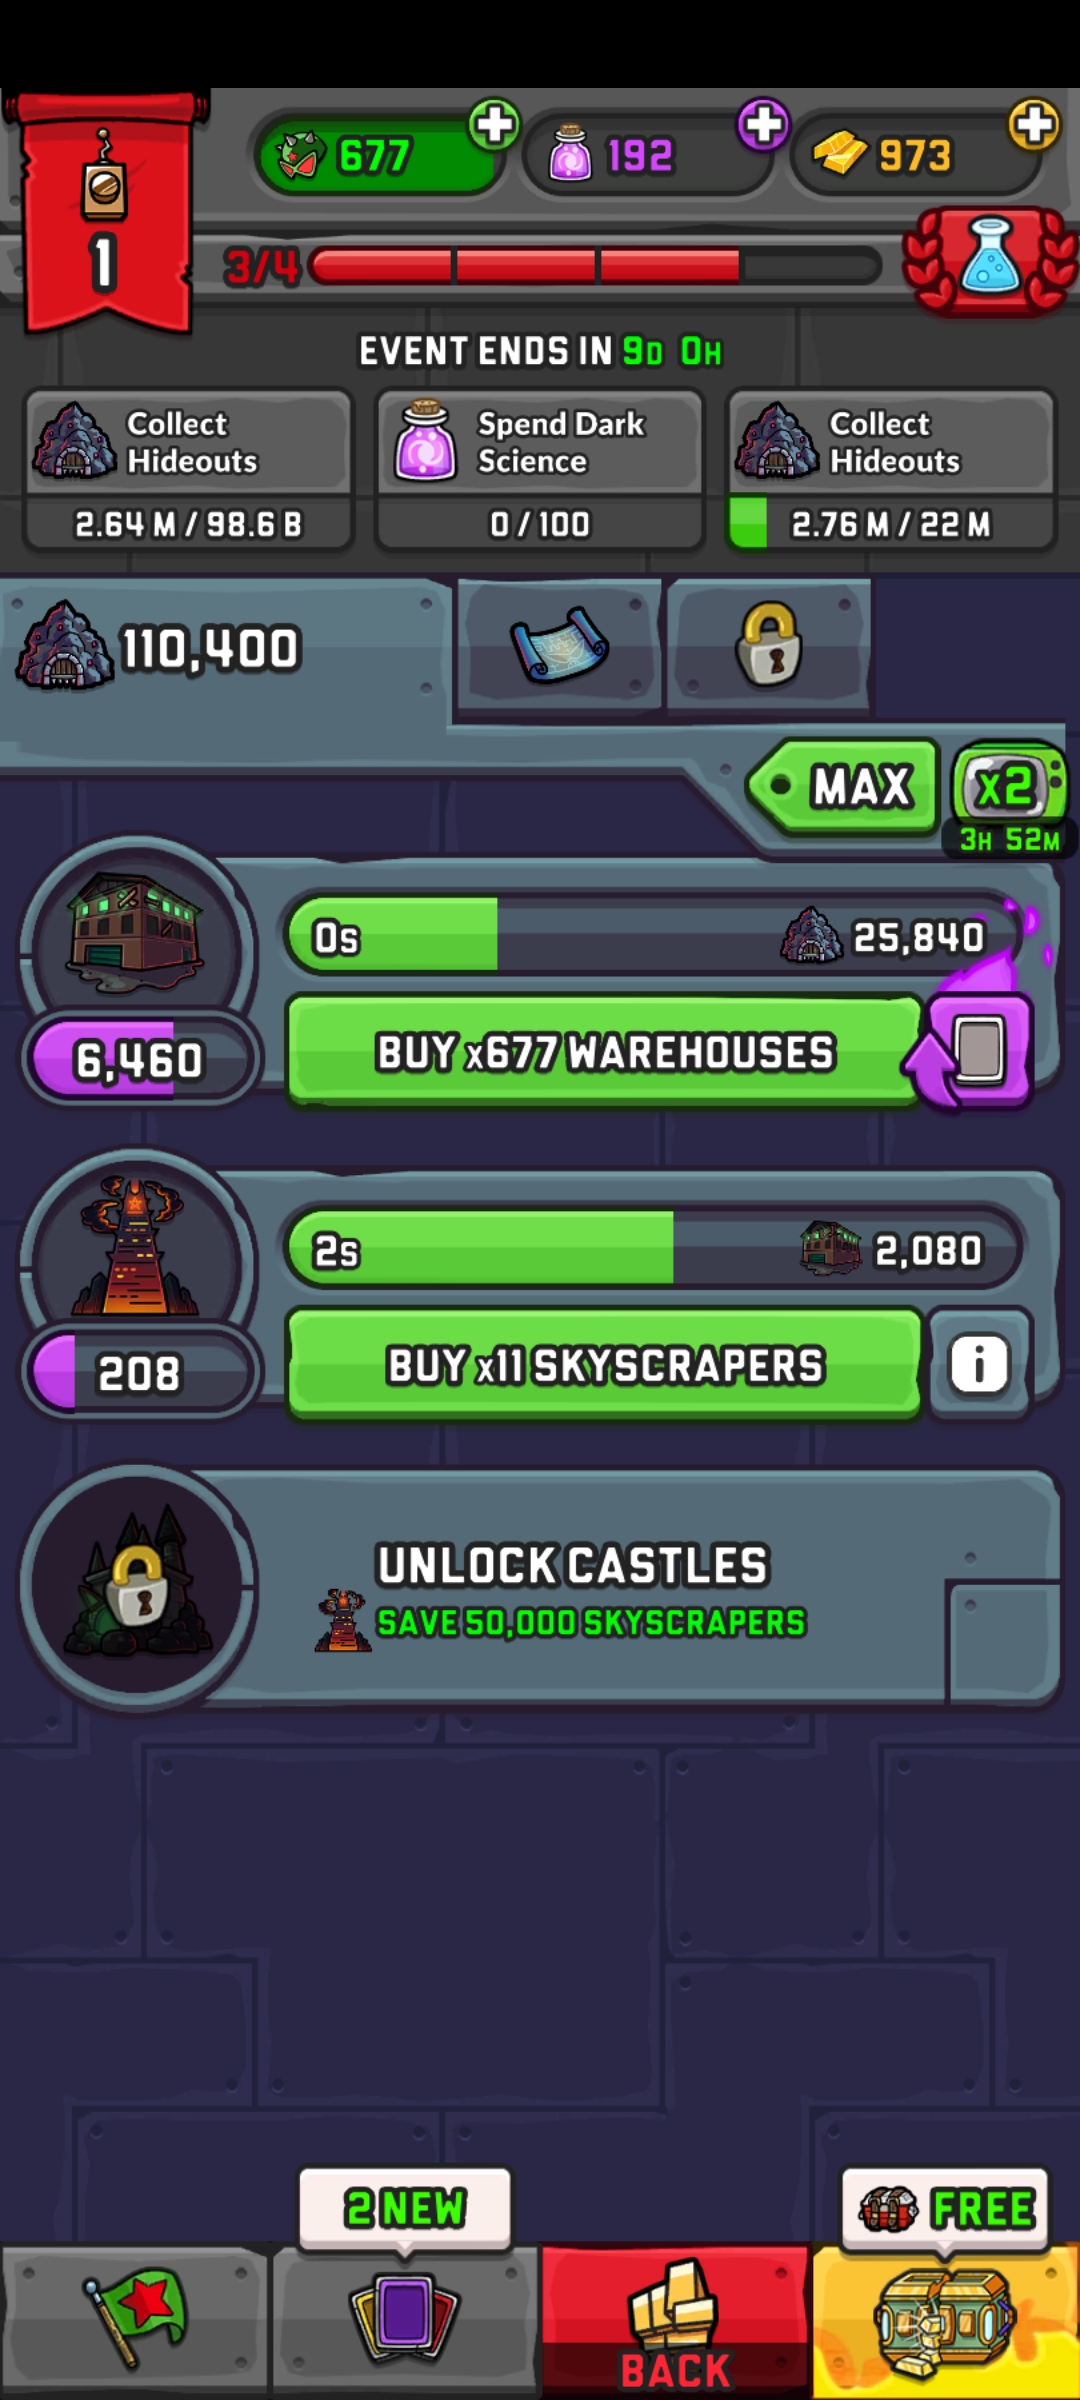 677
192
973
1
3/4
EVENT ENDS IN 9D 0H
Collect
Hideouts
2.64 M / 98.6 B
Spend Dark
Science
0 / 100
Collect
Hideouts
2.76 M / 22 M
110,400
MAX
x2
3H 52M
0s
25,840
6,460
BUY x677 WAREHOUSES
2s
2,080
208
BUY x11 SKYSCRAPERS
i
UNLOCK CASTLES
SAVE 50,000 SKYSCRAPERS
2 NEW
FREE
BACK